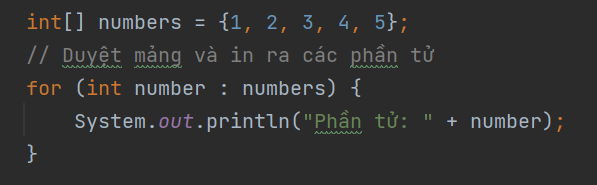 int[] numbers = {1, 2, 3, 4, 5};
// Duyệt mảng và in ra các phần tử
for (int number : numbers) {
    System.out.println("Phần tử: " + number);
}